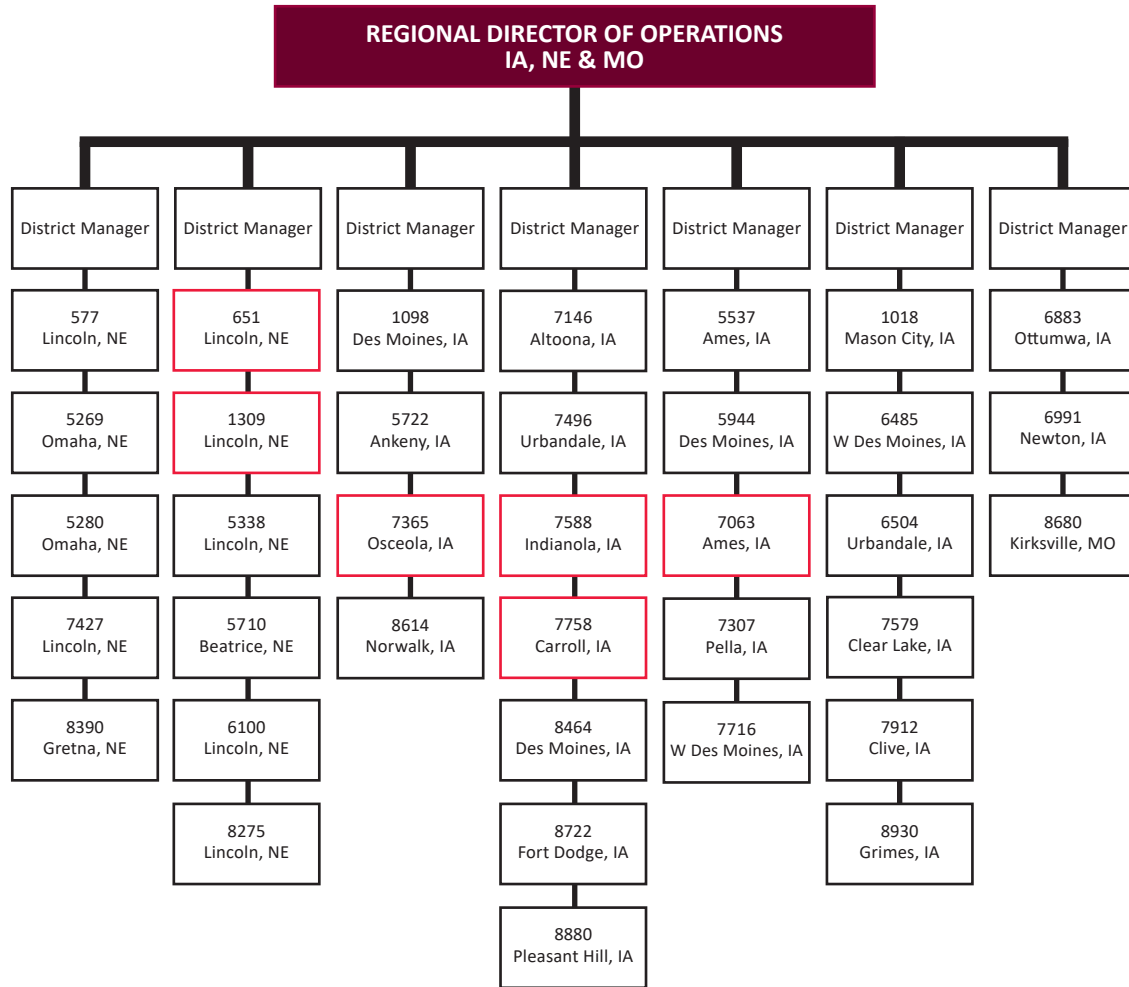 REGIONAL DIRECTOR OF OPERATIONS
IA, NE & MO
District Manager
577
Lincoln, NE
5269
Omaha, NE
5280
Omaha, NE
7427
Lincoln, NE
8390
Gretna, NE
District Manager
651
Lincoln, NE
1309
Lincoln, NE
5338
Lincoln, NE
5710
Beatrice, NE
6100
Lincoln, NE
8275
Lincoln, NE
District Manager
1098
Des Moines, IA
5722
Ankeny, IA
7365
Osceola, IA
8614
Norwalk, IA
District Manager
7146
Altoona, IA
7496
Urbandale, IA
7588
Indianola, IA
7758
Carroll, IA
8464
Des Moines, IA
8722
Fort Dodge, IA
8880
Pleasant Hill, IA
District Manager
5537
Ames, IA
5944
Des Moines, IA
7063
Ames, IA
7307
Pella, IA
7716
W Des Moines, IA
District Manager
1018
Mason City, IA
6485
W Des Moines, IA
6504
Urbandale, IA
7579
Clear Lake, IA
7912
Clive, IA
8930
Grimes, IA
District Manager
6883
Ottumwa, IA
6991
Newton, IA
8680
Kirksville, MO